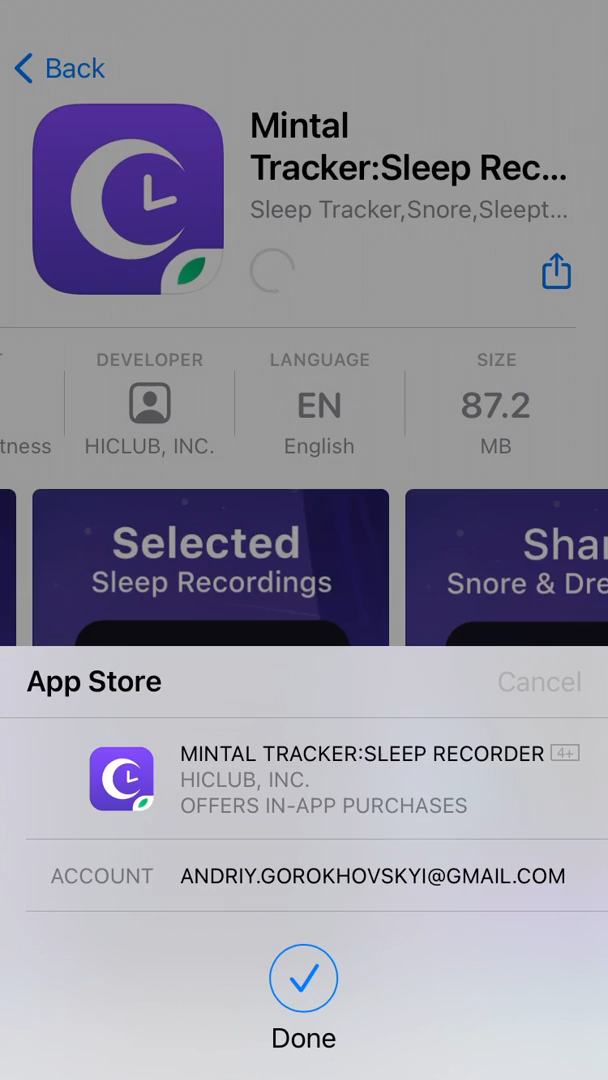 Back
Mintal
Tracker:Sleep Rec...
Sleep Tracker,Snore,Sleept...
DEVELOPER
LANGUAGE
SIZE
EN
87.2
tness
HICLUB, INC.
English
MB
Selected
Sleep Recordings
Shar
Snore & Dre
App Store
Cancel
MINTAL TRACKER:SLEEP RECORDER 4+
HICLUB, INC.
OFFERS IN-APP PURCHASES
ACCOUNT
ANDRIY.GOROKHOVSKYI@GMAIL.COM
Done